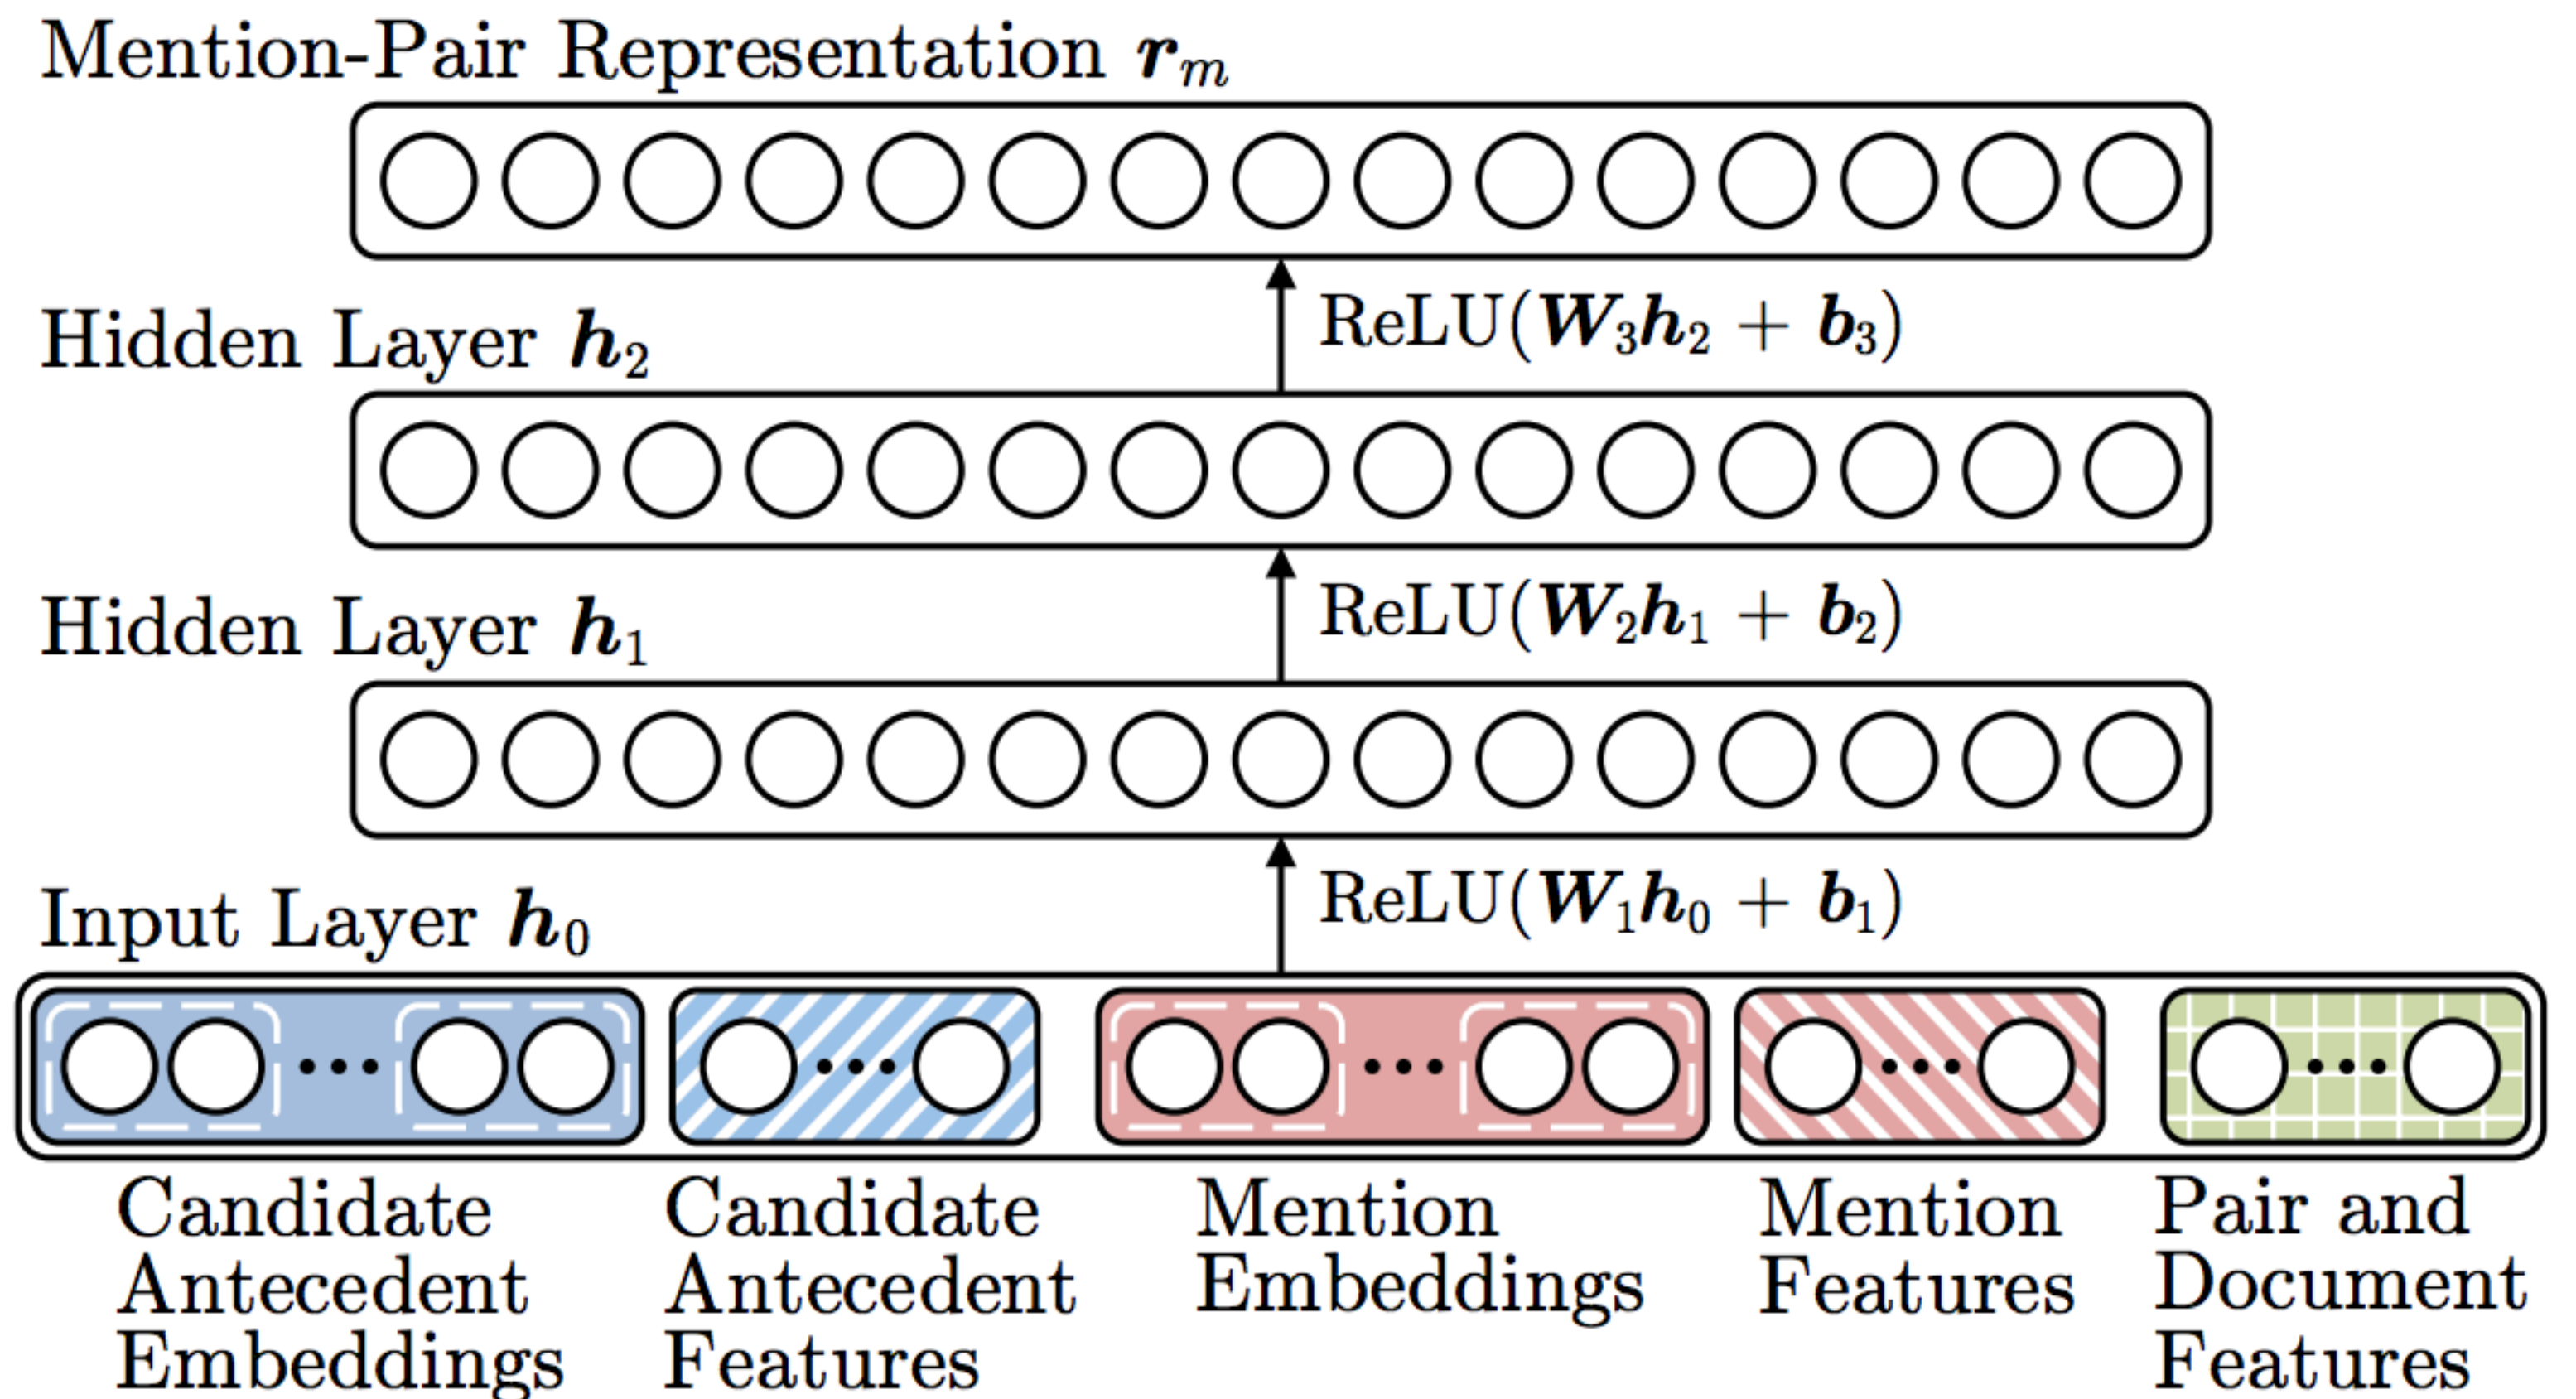 Mention-Pair Representation r_m
ReLU(W_3h_2 + b_3)
Hidden Layer h_2
ReLU(W_2h_1 + b_2)
Hidden Layer h_1
ReLU(W_1h_0 + b_1)
Input Layer h_0
Candidate
Antecedent
Embeddings
Candidate
Antecedent
Features
Mention
Embeddings
Mention
Features
Pair and
Document
Features